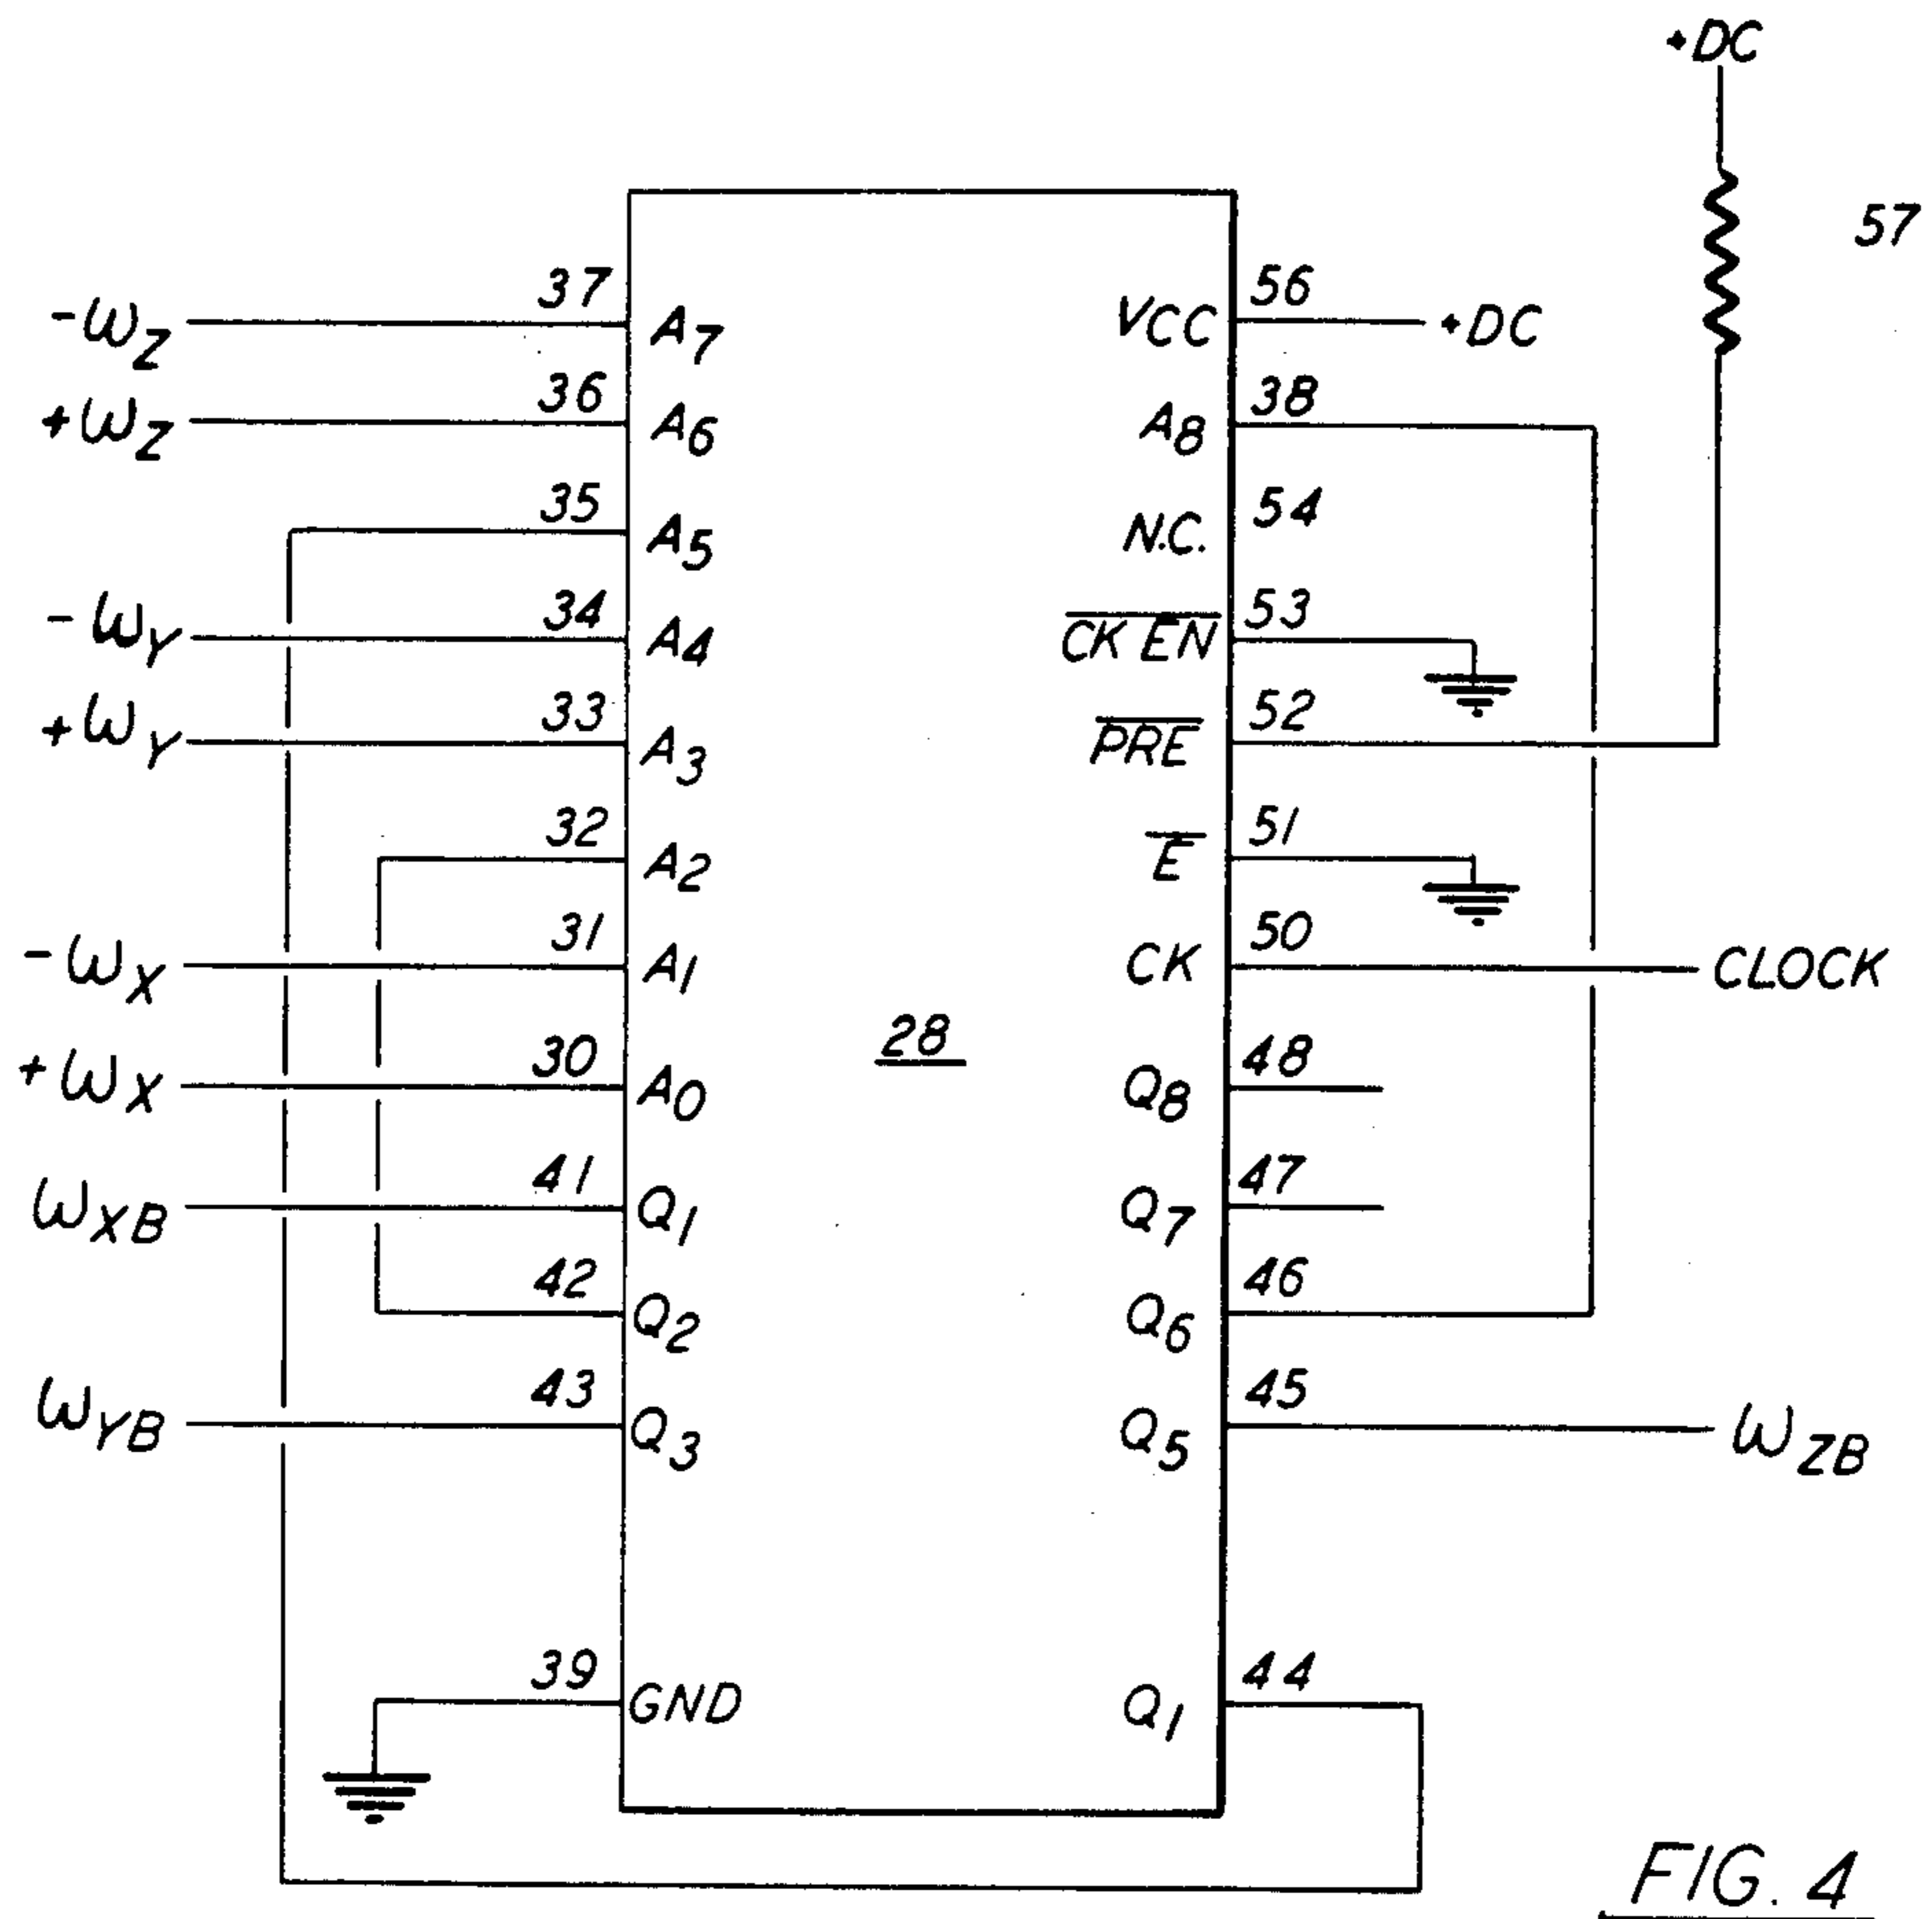 +DC
57
37
-ωZ A7
36
+ωZ A6
35
A5
34
-ωY A4
33
+ωY A3
32
A2
31
-ωX A1
30
+ωX A0
41
ωXB Q1
42
Q2
43
ωYB Q3
39
GND
28
56
VCC +DC
38
A8
54
N.C.
53
C̅K̅ ̅E̅N̅
52
P̅R̅E̅
51
E̅
50
CK CLOCK
48
Q8
47
Q7
46
Q6
45
Q5 ωZB
44
Q1
FIG. 4